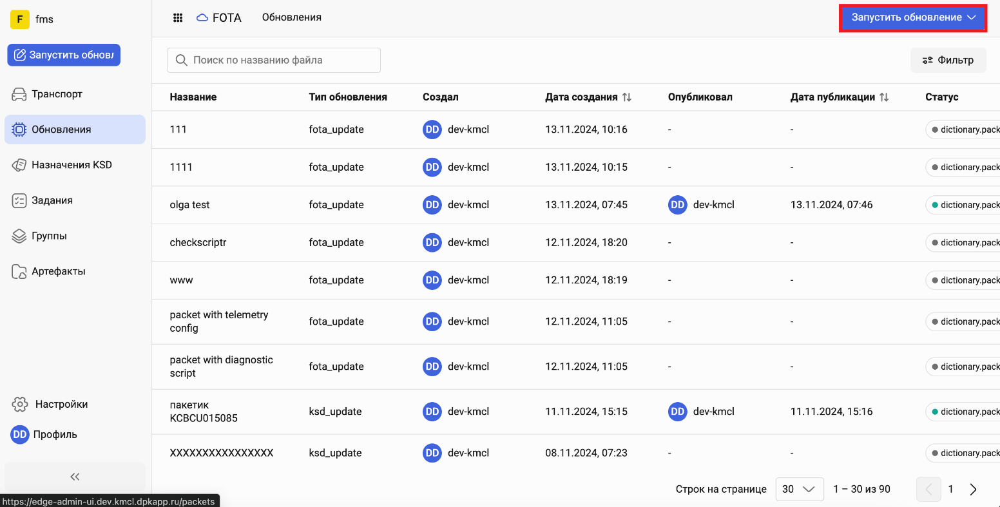 F fms
FOTA Обновления Запустить обновление
Запустить обновл
Поиск по названию файла Фильтр
Транспорт
Обновления
Назначения KSD
Задания
Группы
Артефакты
Название Тип обновления Создал Дата создания Опубликовал Дата публикации Статус
111 fota_update DD dev-kmcl 13.11.2024, 10:16 - - dictionary.pack
1111 fota_update DD dev-kmcl 13.11.2024, 10:15 - - dictionary.pack
olga test fota_update DD dev-kmcl 13.11.2024, 07:45 DD dev-kmcl 13.11.2024, 07:46 dictionary.pack
checkscriptr fota_update DD dev-kmcl 12.11.2024, 18:20 - - dictionary.pack
www fota_update DD dev-kmcl 12.11.2024, 18:19 - - dictionary.pack
packet with telemetry
config fota_update DD dev-kmcl 12.11.2024, 11:05 - - dictionary.pack
packet with diagnostic
script fota_update DD dev-kmcl 12.11.2024, 11:05 - - dictionary.pack
пакетик
KCBCU015085 ksd_update DD dev-kmcl 11.11.2024, 15:15 DD dev-kmcl 11.11.2024, 15:16 dictionary.pack
XXXXXXXXXXXXXXXX ksd_update DD dev-kmcl 08.11.2024, 07:23 - - dictionary.pack
Настройки
DD Профиль
Строк на странице 30 1 – 30 из 90 1
https://edge-admin-ui.dev.kmcl.dpkapp.ru/packets